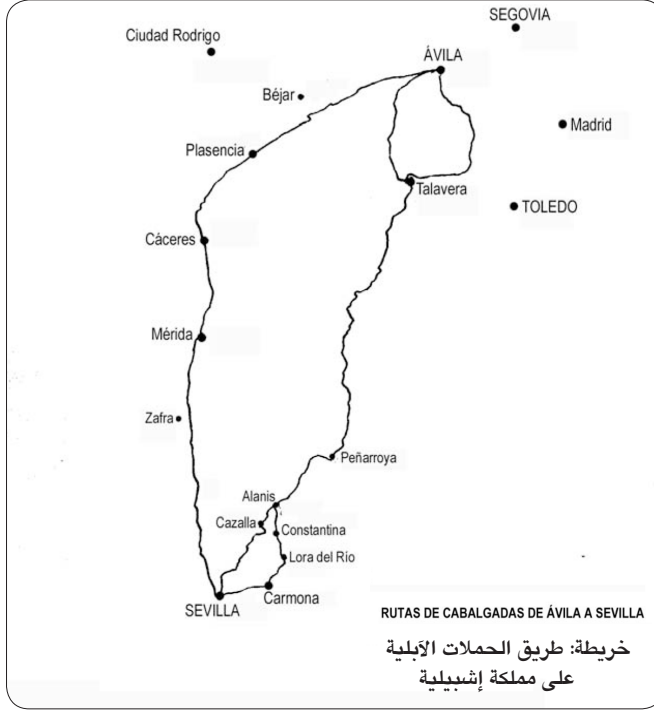 SEGOVIA
Ciudad Rodrigo
ÁVILA
Béjar
Madrid
Plasencia
Talavera
TOLEDO
Cáceres
Mérida
Zafra
Peñarroya
Alanis
Cazalla
Constantina
Lora del Río
SEVILLA
Carmona
RUTAS DE CABALGADAS DE ÁVILA A SEVILLA
خريطة: طريق الحملات الآبلية
على مملكة إشبيلية